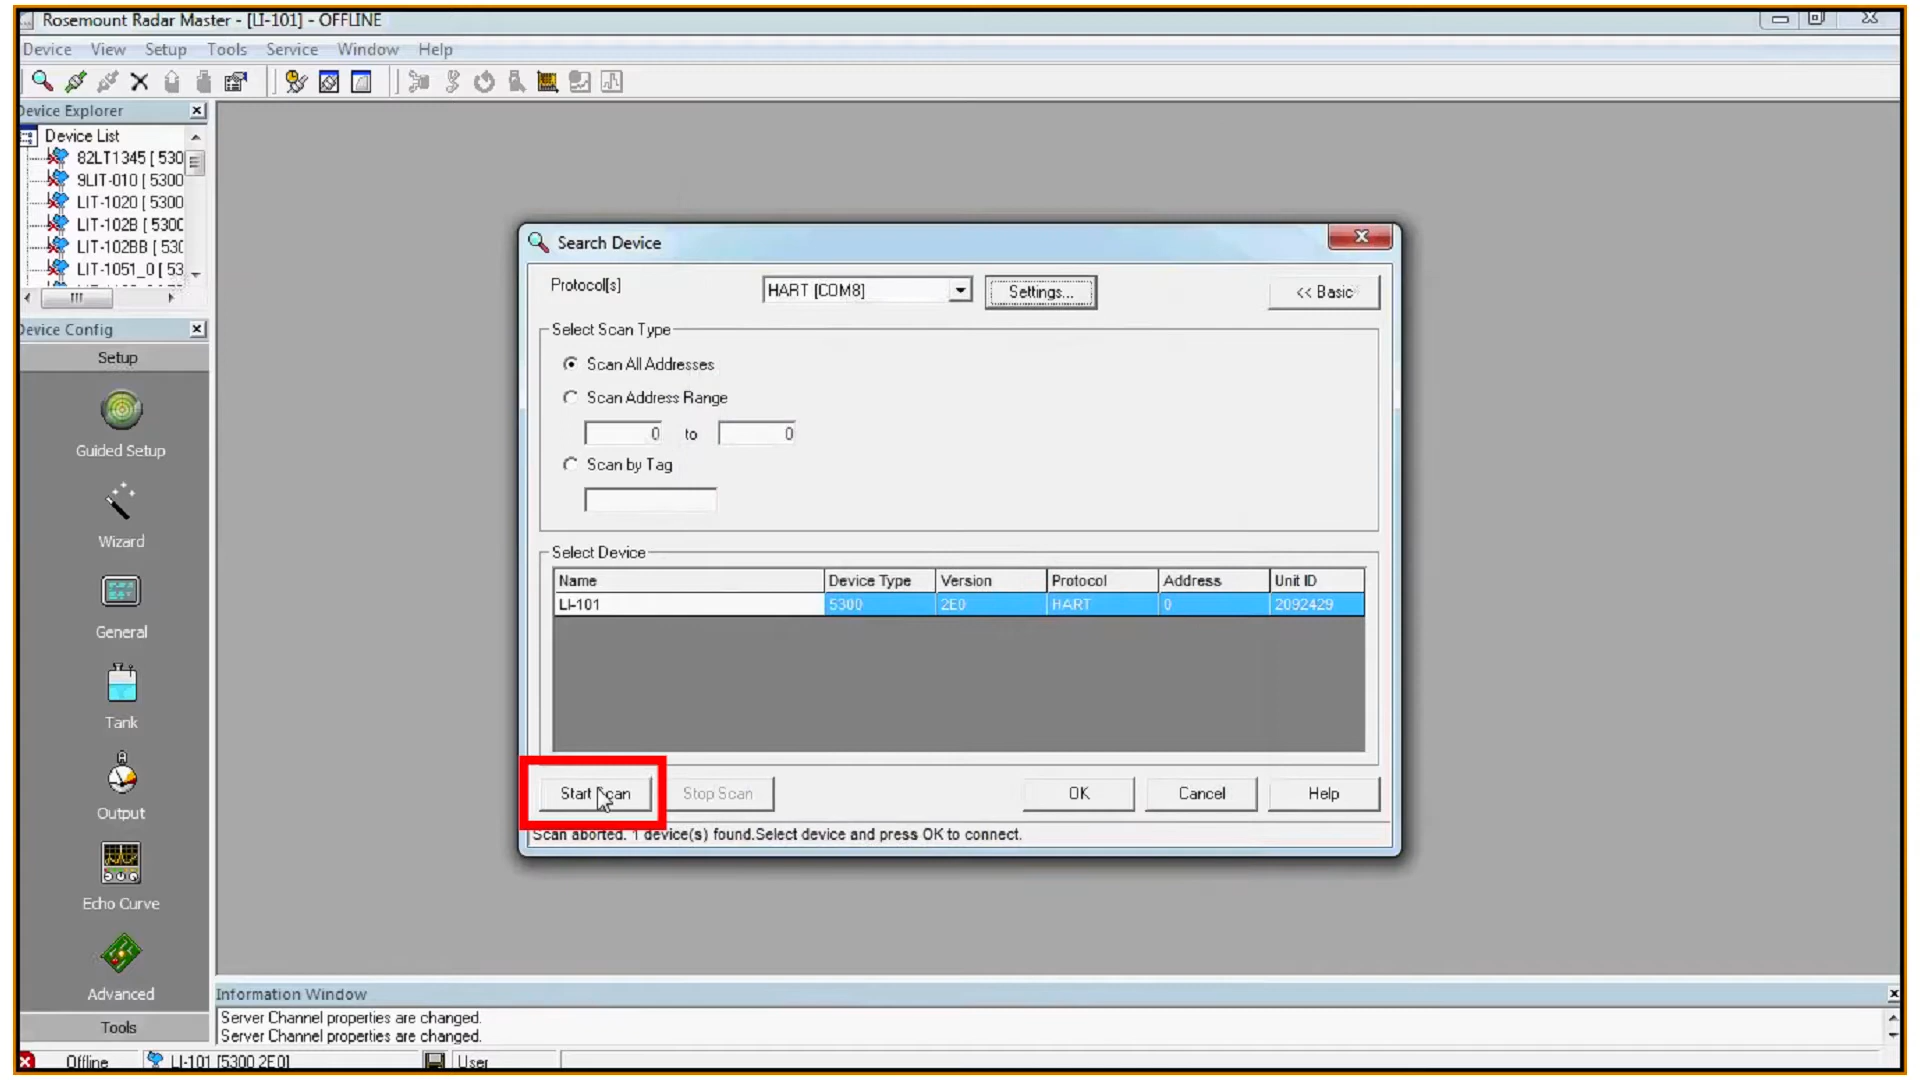 Rosemount Radar Master - [LI-101] - OFFLINE
Device View Setup Tools Service Window Help
Device Explorer
Device List
82LT1345 [ 530
9LIT-010 [ 5300
LIT-1020 [ 5300
LIT-102B [ 530C
LIT-102BB [ 530
LIT-1051_0 [ 53
Device Config
Setup
Guided Setup
Wizard
General
Tank
Output
Echo Curve
Advanced
Tools
Search Device
Protocol[s] HART [COM8] Settings... << Basic
Select Scan Type
Scan All Addresses
Scan Address Range
0 to 0
Scan by Tag
Select Device
Name Device Type Version Protocol Address Unit ID
LI-101 5300 2E0 HART 0 2092429
Start Scan Stop Scan OK Cancel Help
Scan aborted. 1 device(s) found.Select device and press OK to connect.
Information Window
Server Channel properties are changed.
Server Channel properties are changed.
Offline LI-101 [5300 2E0] User